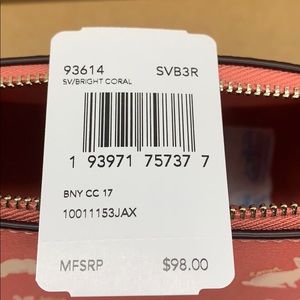 93614 SVB3R
SV/BRIGHT CORAL
1 93971 75737 7
BNY CC 17
10011153JAX
MFSRP $98.00